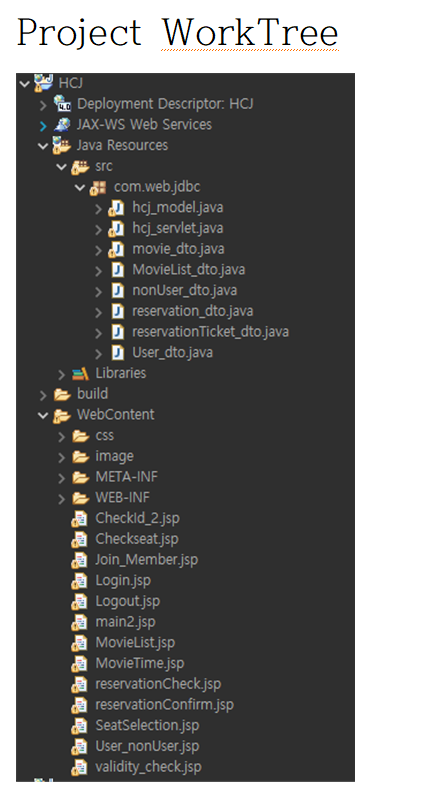 Project WorkTree
HCJ
Deployment Descriptor: HCJ
JAX-WS Web Services
Java Resources
src
com.web.jdbc
hcj_model.java
hcj_servlet.java
movie_dto.java
MovieList_dto.java
nonUser_dto.java
reservation_dto.java
reservationTicket_dto.java
User_dto.java
Libraries
build
WebContent
css
image
META-INF
WEB-INF
CheckId_2.jsp
Checkseat.jsp
Join_Member.jsp
Login.jsp
Logout.jsp
main2.jsp
MovieList.jsp
MovieTime.jsp
reservationCheck.jsp
reservationConfirm.jsp
SeatSelection.jsp
User_nonUser.jsp
validity_check.jsp